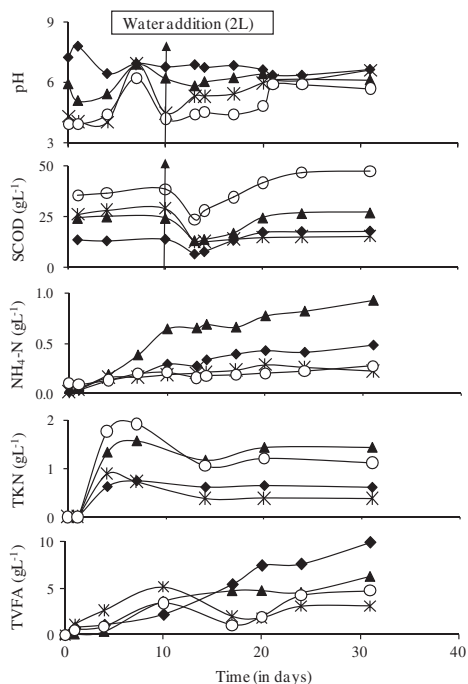 Water addition (2L)
9
6
3
pH
50
25
0
SCOD (gL-1)
1.0
0.5
0.0
NH4-N (gL-1)
2
1
0
TKN (gL-1)
10
5
0
TVFA (gL-1)
0 10 20 30 40
Time (in days)